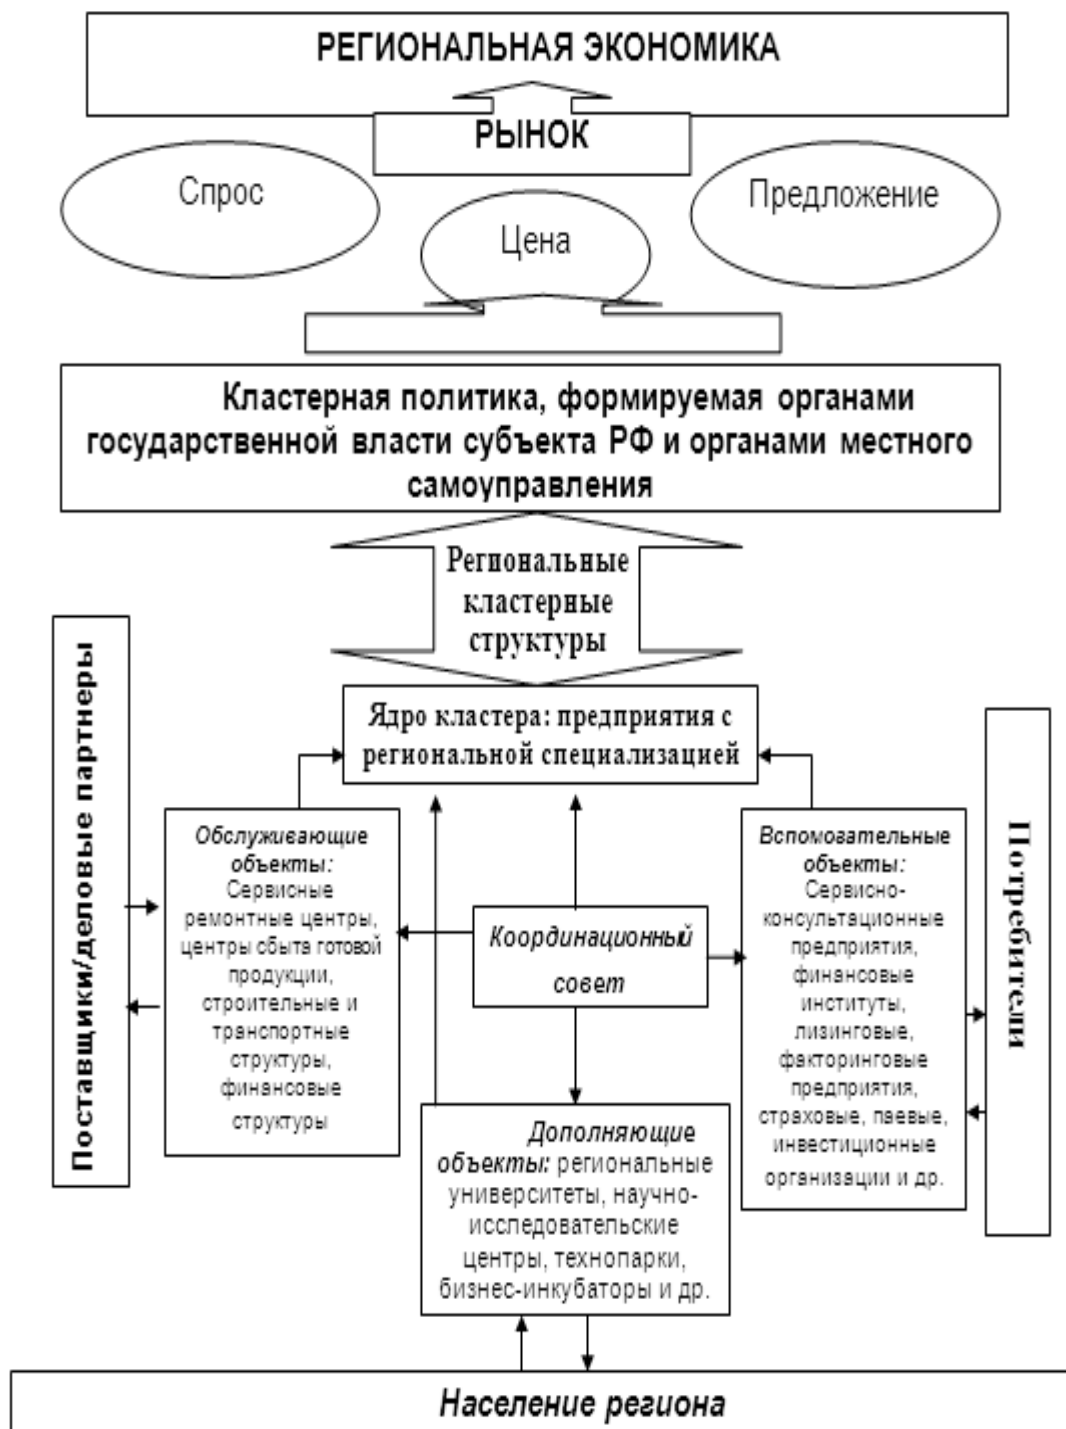 РЕГИОНАЛЬНАЯ ЭКОНОМИКА
РЫНОК
Спрос
Предложение
Цена
Кластерная политика, формируемая органами
государственной власти субъекта РФ и органами местного
самоуправления
Региональные
кластерные
структуры
Поставщики/деловые партнеры
Ядро кластера: предприятия с
региональной специализацией
Обслуживающие
объекты:
Сервисные
ремонтные центры,
центры сбыта готовой
продукции,
строительные и
транспортные
структуры,
финансовые
структуры
Координационный
совет
Вспомовательные
объекты:
Сервисно-
консультационные
предприятия,
финансовые
институты,
лизинговые,
факторинговые
предприятия,
страховые, паевые,
инвестиционные
организации и др.
Потребители
Дополняющие
объекты: региональные
университеты, научно-
исследовательские
центры, технопарки,
бизнес-инкубаторы и др.
Население региона